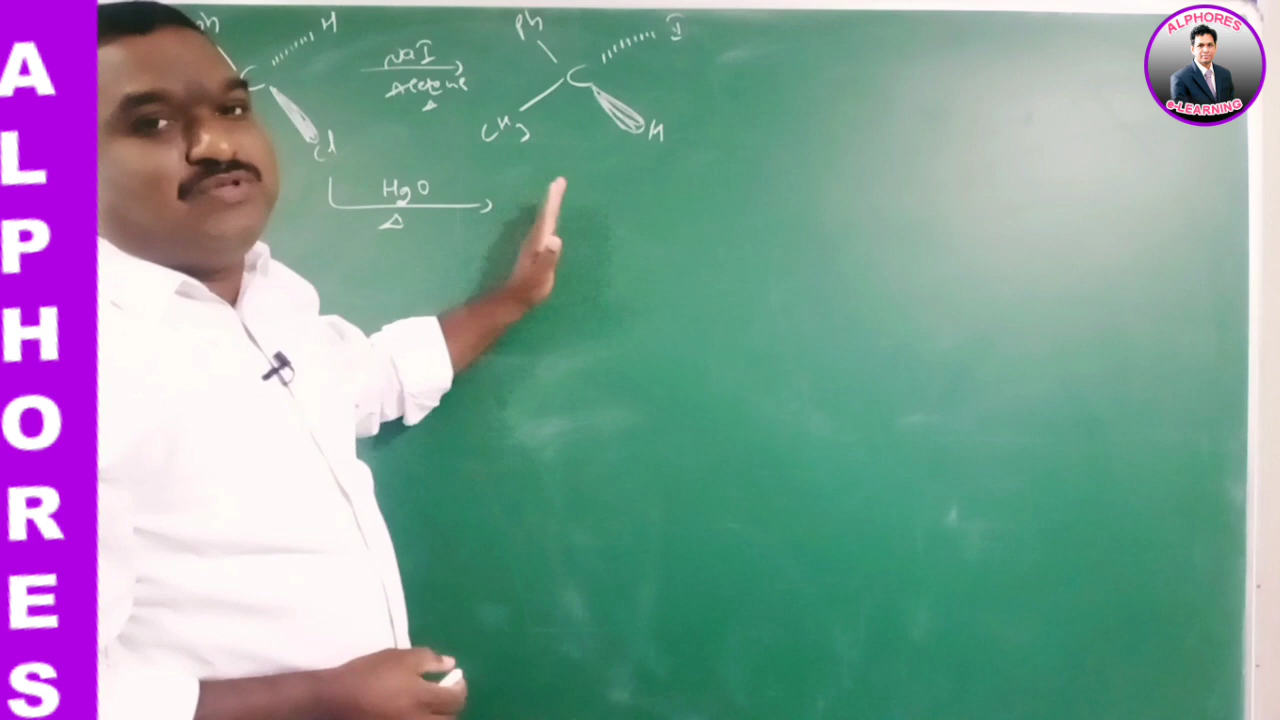 ALPHORES
ALPHORES
e-LEARNING
Ph H
C
Cl
NaI
Acetone
Δ
Ph I
C
CH3 H
HgO
Δ